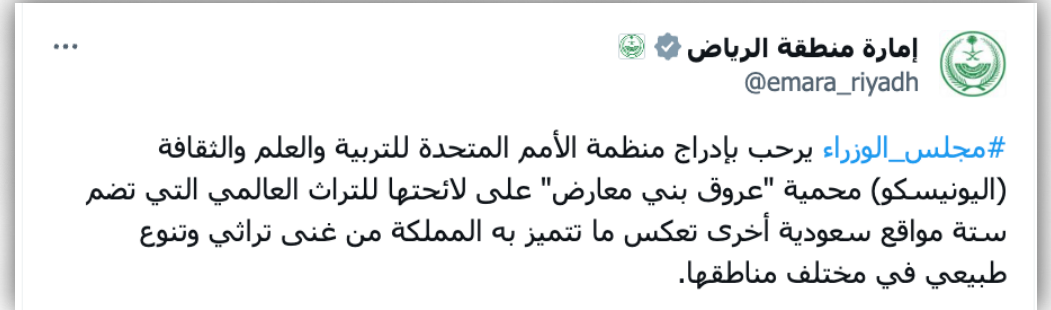 إمارة منطقة الرياض
@emara_riyadh
#مجلس_الوزراء يرحب بإدراج منظمة الأمم المتحدة للتربية والعلم والثقافة
(اليونيسكو) محمية "عروق بني معارض" على لائحتها للتراث العالمي التي تضم
ستة مواقع سعودية أخرى تعكس ما تتميز به المملكة من غنى تراثي وتنوع
طبيعي في مختلف مناطقها.